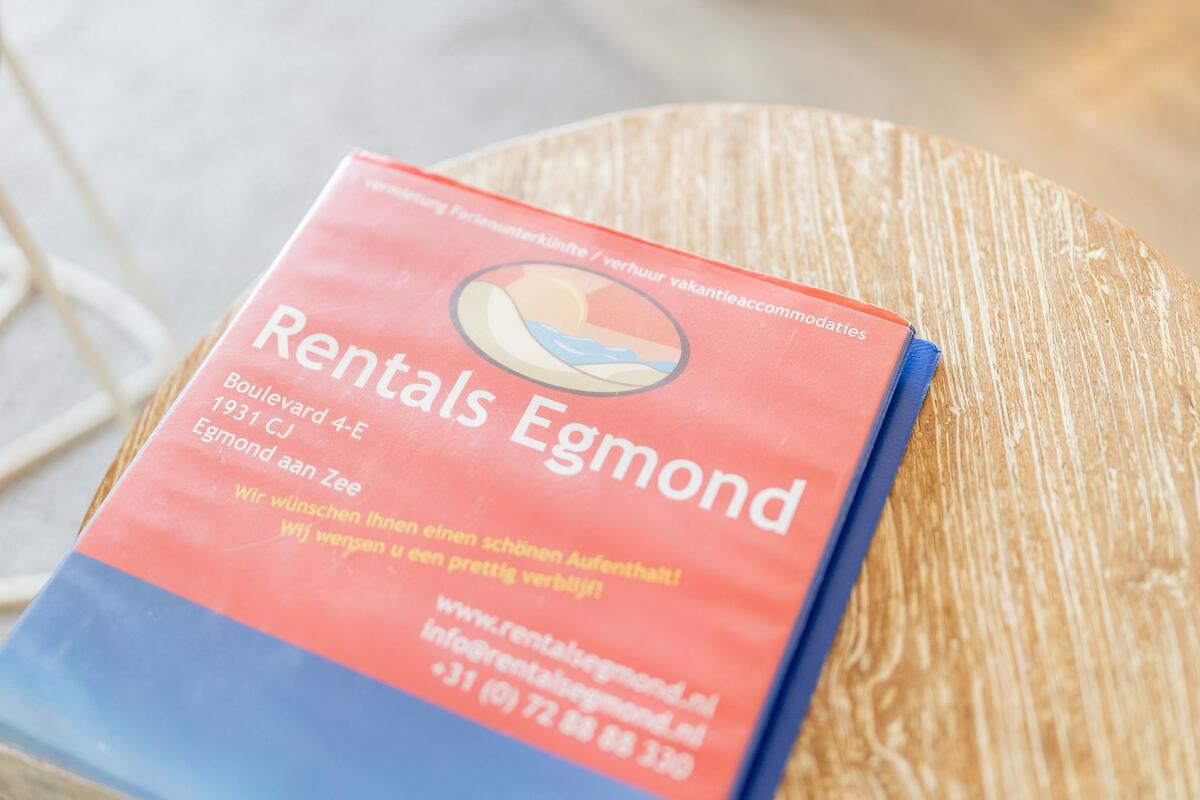 vermietung Ferienunterkünfte / verhuur vakantieaccommodaties
Rentals Egmond
Boulevard 4-E
1931 CJ
Egmond aan Zee
Wir wünschen Ihnen einen schönen Aufenthalt!
Wij wensen u een prettig verblijf!
www.rentalsegmond.nl
info@rentalsegmond.nl
+31 (0) 72 88 88 330